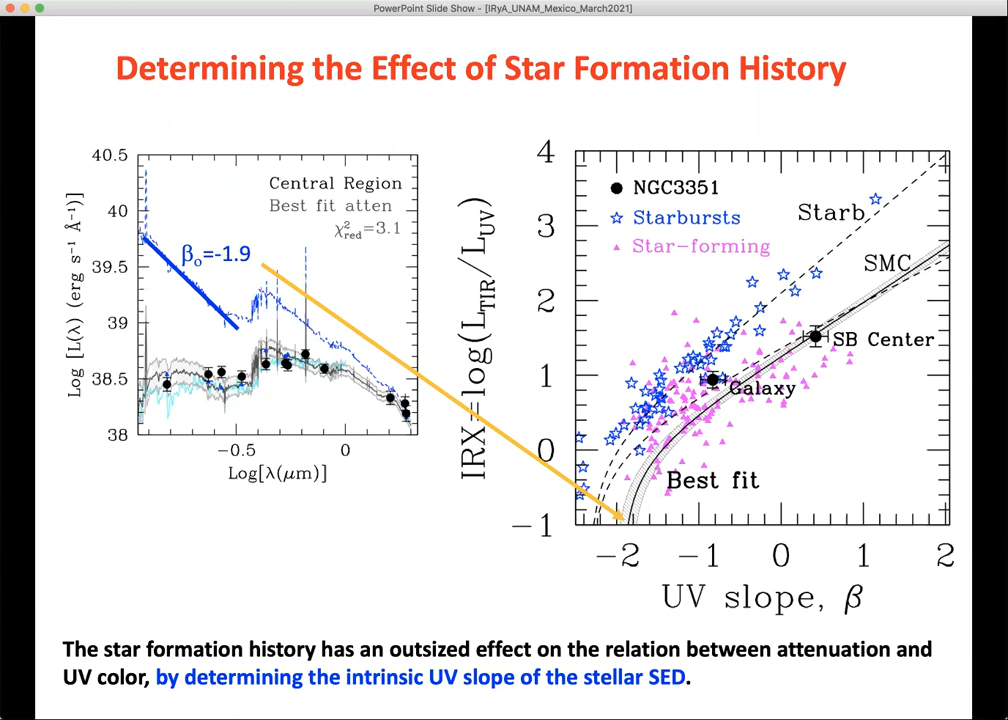 PowerPoint Slide Show - [IRyA_UNAM_Mexico_March2021]
Determining the Effect of Star Formation History
40.5
40
39.5
39
38.5
38
Log [L(λ) (erg s⁻¹ Å⁻¹)]
Central Region
Best fit atten
χ²red=3.1
βo=-1.9
−0.5
0
Log[λ(μm)]
4
3
2
1
0
−1
IRX=log(L_TIR/L_UV)
NGC3351
Starbursts
Star-forming
Starb
SMC
SB Center
Galaxy
Best fit
−2
−1
0
1
2
UV slope, β
The star formation history has an outsized effect on the relation between attenuation and
UV color, by determining the intrinsic UV slope of the stellar SED.